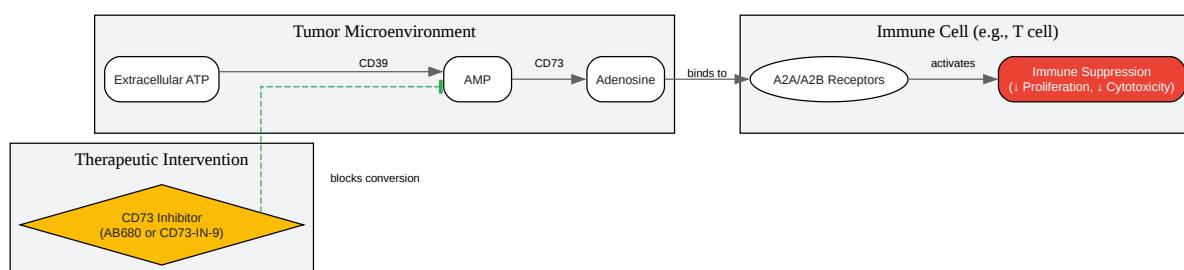 Tumor Microenvironment
Immune Cell (e.g., T cell)
Extracellular ATP
CD39
AMP
CD73
Adenosine
binds to
A2A/A2B Receptors
activates
Immune Suppression
(↓ Proliferation, ↓ Cytotoxicity)
Therapeutic Intervention
blocks conversion
CD73 Inhibitor
(AB680 or CD73-IN-9)